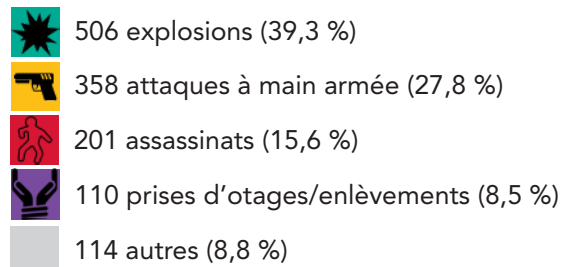 506 explosions (39,3 %)
358 attaques à main armée (27,8 %)
201 assassinats (15,6 %)
110 prises d'otages/enlèvements (8,5 %)
114 autres (8,8 %)